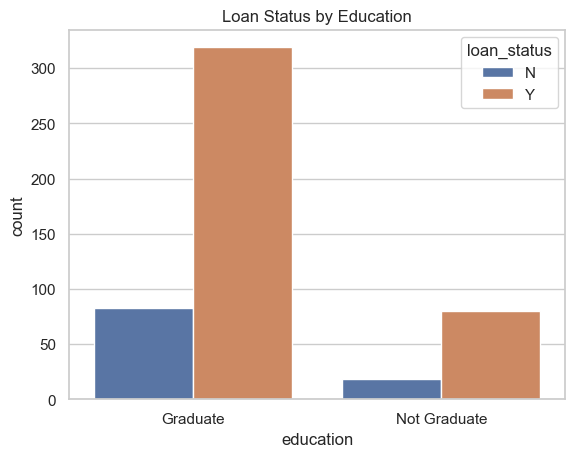 Loan Status by Education
loan_status
N
Y
count
300
250
200
150
100
50
0
Graduate
Not Graduate
education